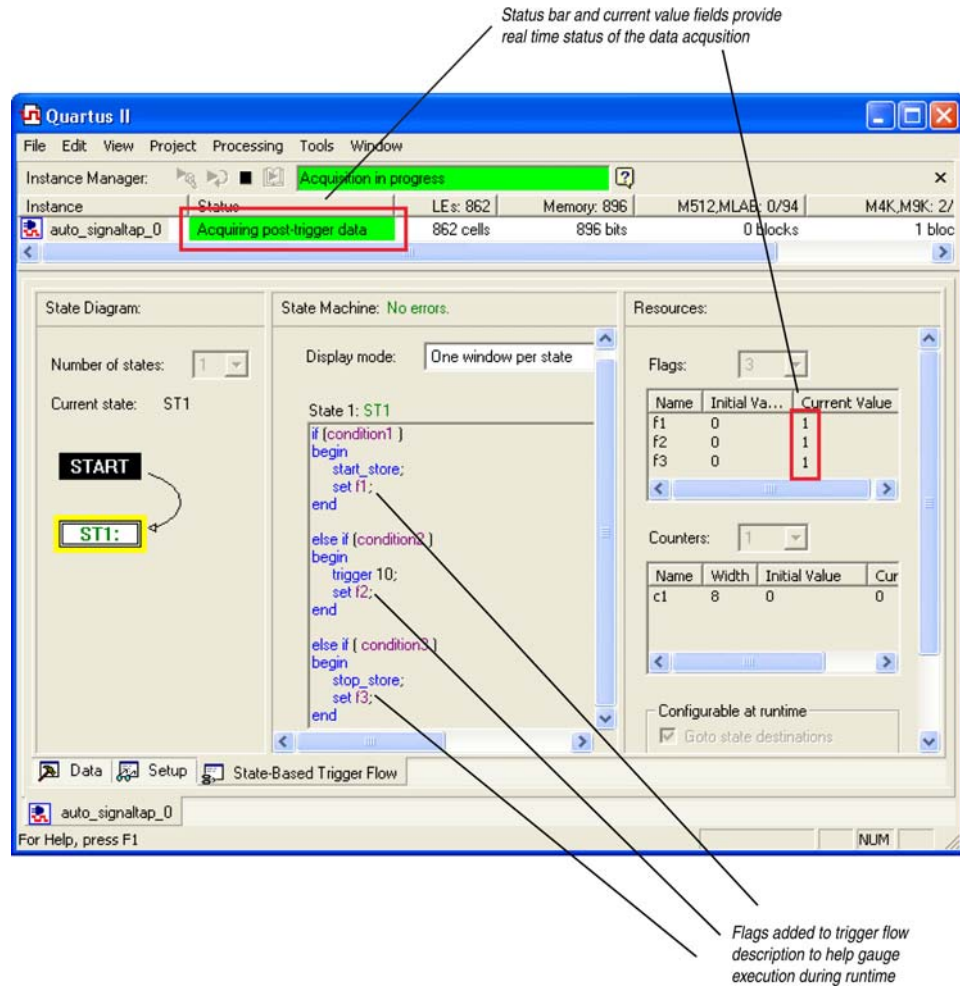 Status bar and current value fields provide
real time status of the data acqusition
Quartus II
File Edit View Project Processing Tools Window
Instance Manager: Acquisition in progress
Instance Status LEs: 862 Memory: 896 M512,MLAB: 0/94 M4K,M9K: 2/
auto_signaltap_0 Acquiring post-trigger data 862 cells 896 bits 0 blocks 1 bloc
State Diagram:
Number of states: 1
Current state: ST1
START
ST1:
State Machine: No errors.
Display mode: One window per state
State 1: ST1
if (condition1 )
begin
start_store;
set f1;
end
else if (condition2 )
begin
trigger 10;
set f2;
end
else if ( condition3 )
begin
stop_store;
set f3;
end
Resources:
Flags: 3
Name Initial Va... Current Value
f1 0 1
f2 0 1
f3 0 1
Counters: 1
Name Width Initial Value Cur
c1 8 0 0
Configurable at runtime
Goto state destinations
Data Setup State-Based Trigger Flow
auto_signaltap_0
For Help, press F1 NUM
Flags added to trigger flow
description to help gauge
execution during runtime